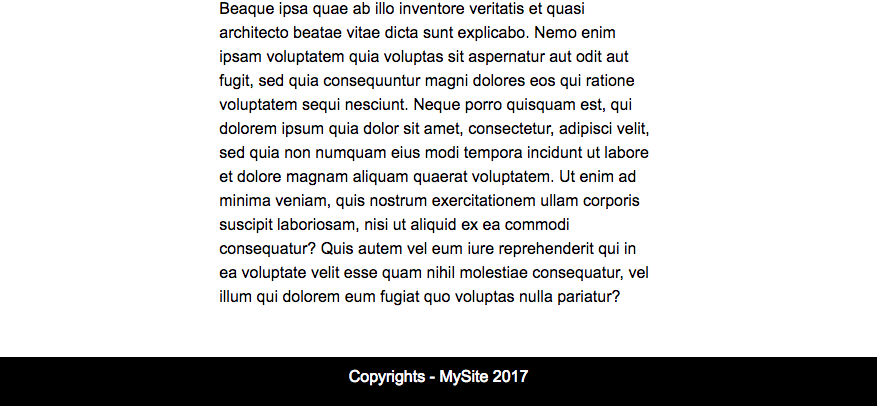 Beaque ipsa quae ab illo inventore veritatis et quasi
architecto beatae vitae dicta sunt explicabo. Nemo enim
ipsam voluptatem quia voluptas sit aspernatur aut odit aut
fugit, sed quia consequuntur magni dolores eos qui ratione
voluptatem sequi nesciunt. Neque porro quisquam est, qui
dolorem ipsum quia dolor sit amet, consectetur, adipisci velit,
sed quia non numquam eius modi tempora incidunt ut labore
et dolore magnam aliquam quaerat voluptatem. Ut enim ad
minima veniam, quis nostrum exercitationem ullam corporis
suscipit laboriosam, nisi ut aliquid ex ea commodi
consequatur? Quis autem vel eum iure reprehenderit qui in
ea voluptate velit esse quam nihil molestiae consequatur, vel
illum qui dolorem eum fugiat quo voluptas nulla pariatur?
Copyrights - MySite 2017